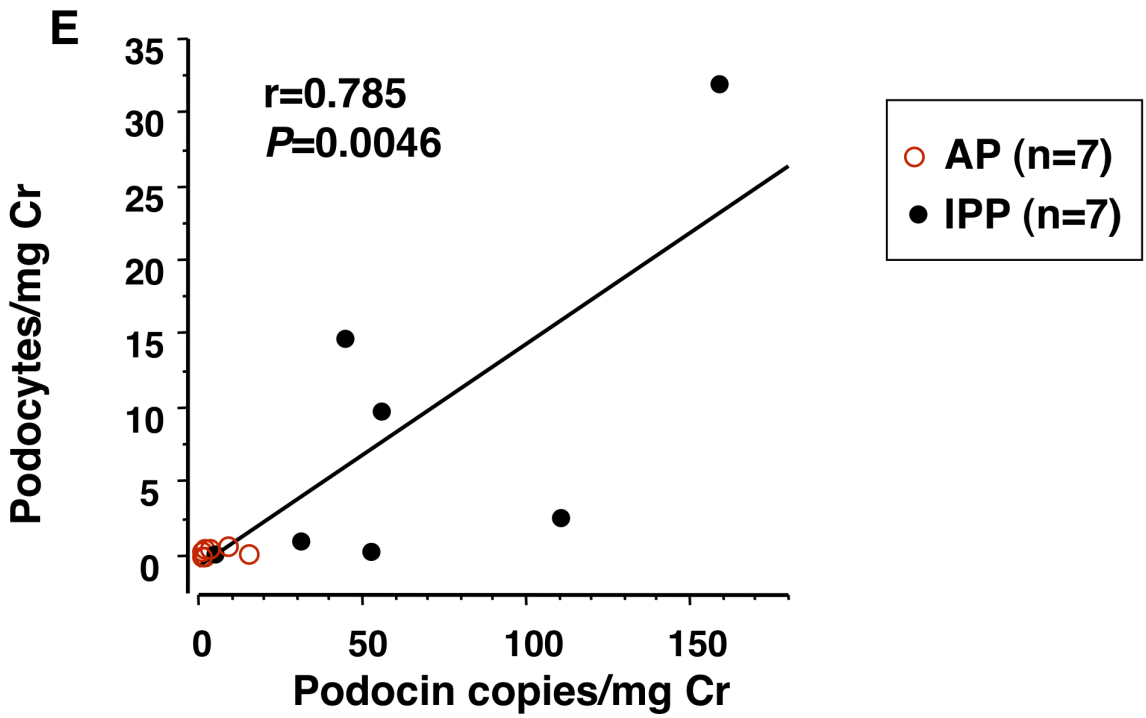 E
r=0.785
P=0.0046
35
30
25
20
15
10
5
0
Podocytes/mg Cr
0 50 100 150
Podocin copies/mg Cr
AP (n=7)
IPP (n=7)